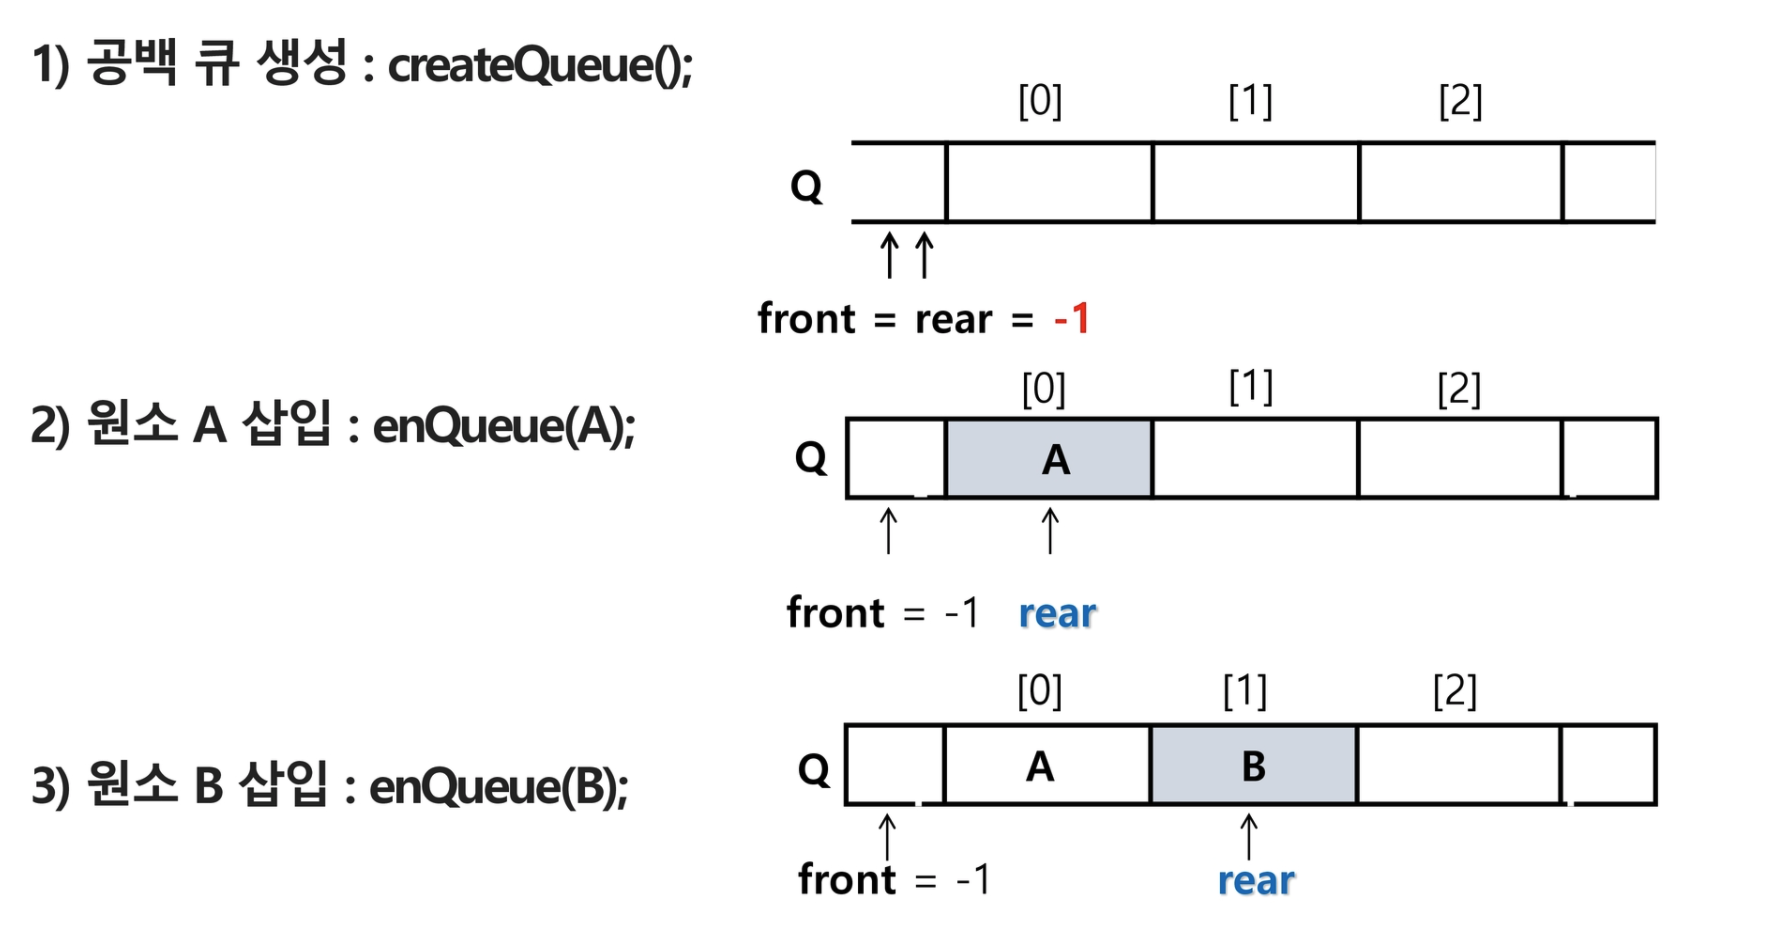 1) 공백 큐 생성 : createQueue();
[0] [1] [2]
Q
front = rear = -1
2) 원소 A 삽입 : enQueue(A);
[0] [1] [2]
Q A
front = -1 rear
3) 원소 B 삽입 : enQueue(B);
[0] [1] [2]
Q A B
front = -1 rear